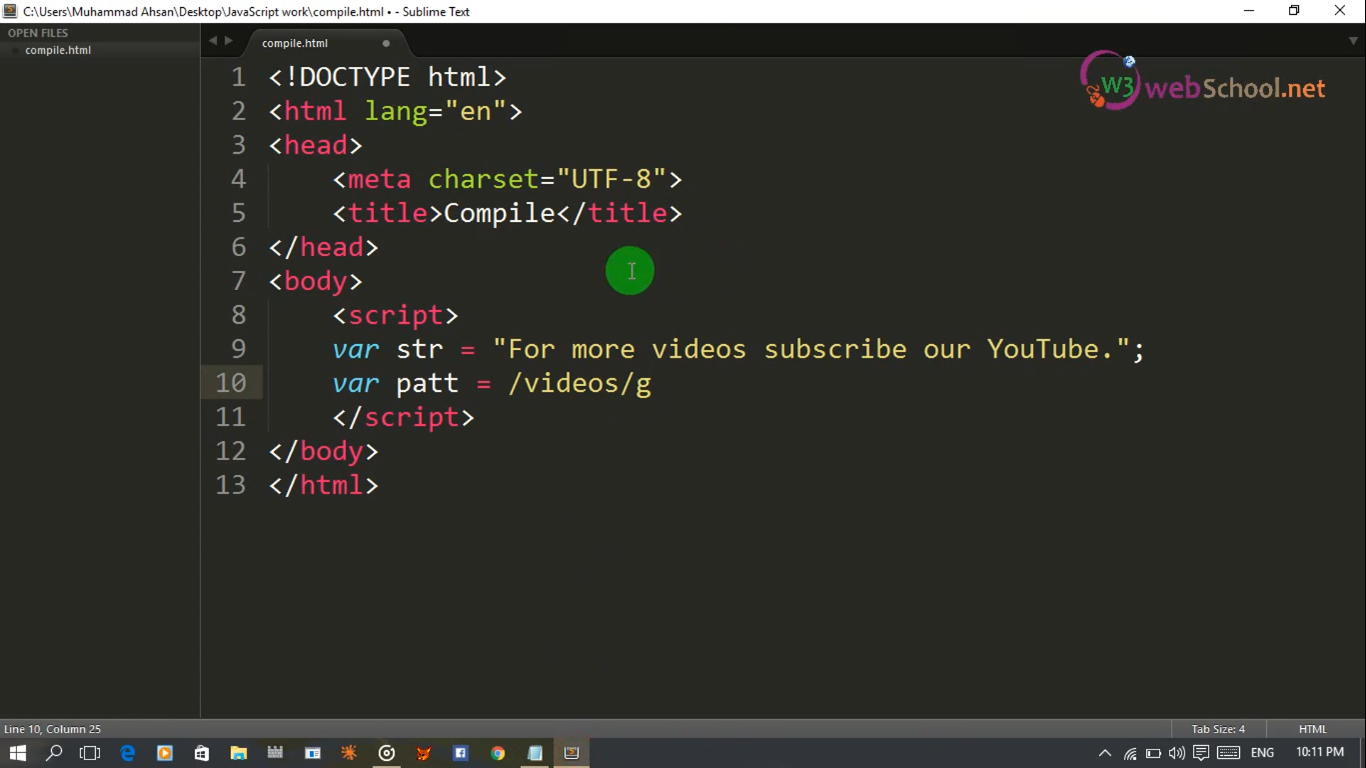 C:\Users\Muhammad Ahsan\Desktop\JavaScript work\compile.html • - Sublime Text
OPEN FILES
compile.html
compile.html
W3 webSchool.net
1 <!DOCTYPE html>
2 <html lang="en">
3 <head>
4     <meta charset="UTF-8">
5     <title>Compile</title>
6 </head>
7 <body>
8     <script>
9     var str = "For more videos subscribe our YouTube.";
10     var patt = /videos/g
11     </script>
12 </body>
13 </html>
Line 10, Column 25
Tab Size: 4
HTML
ENG
10:11 PM